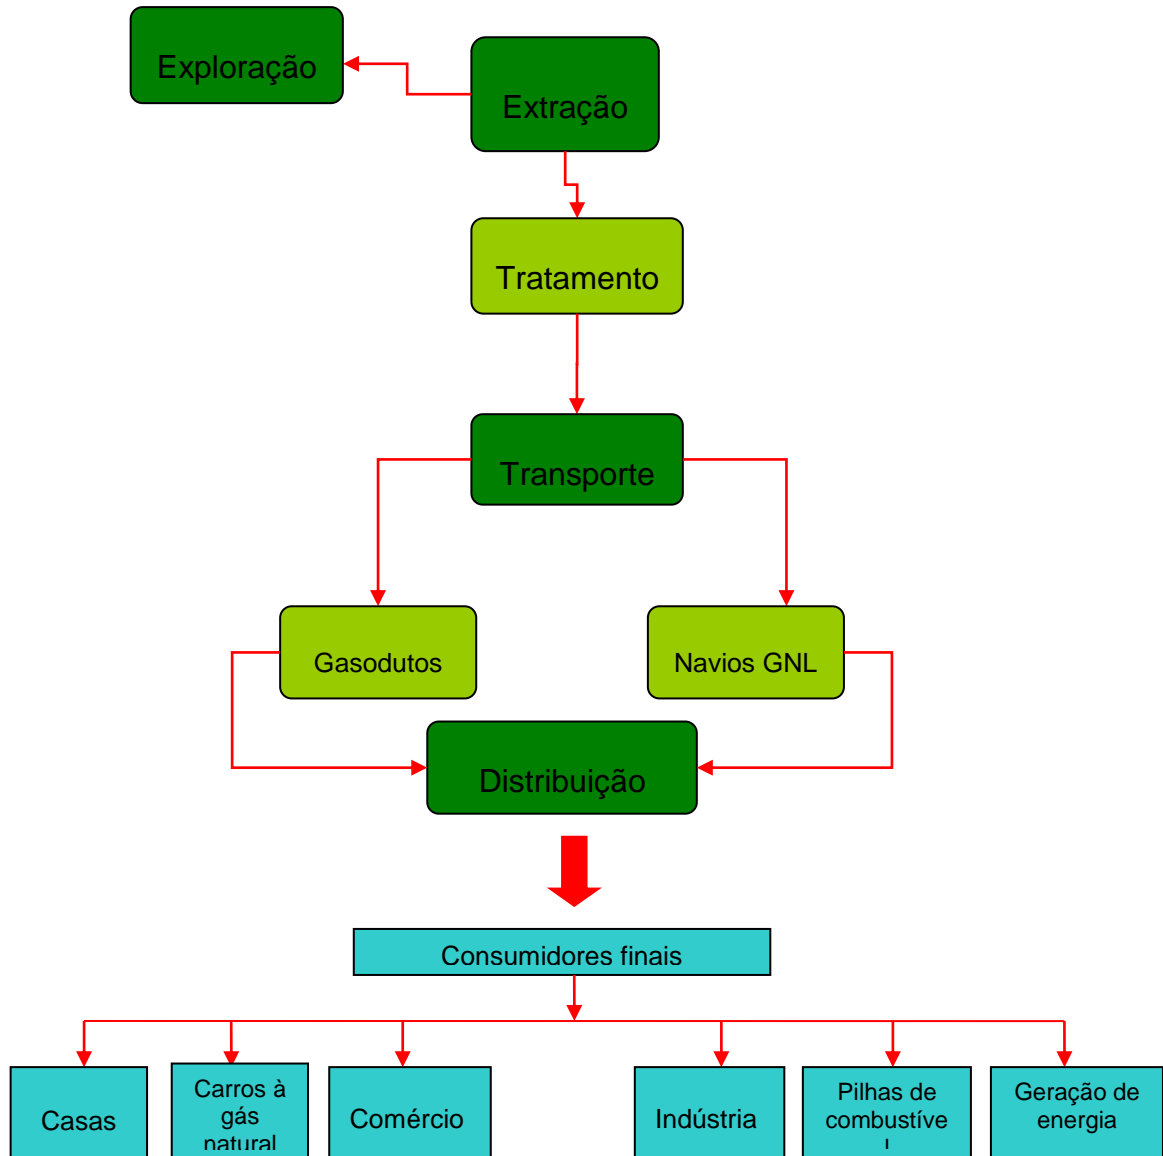 Exploração
Extração
Tratamento
Transporte
Gasodutos
Navios GNL
Distribuição
Consumidores finais
Casas
Carros à
gás
natural
Comércio
Indústria
Pilhas de
combustíve
l
Geração de
energia